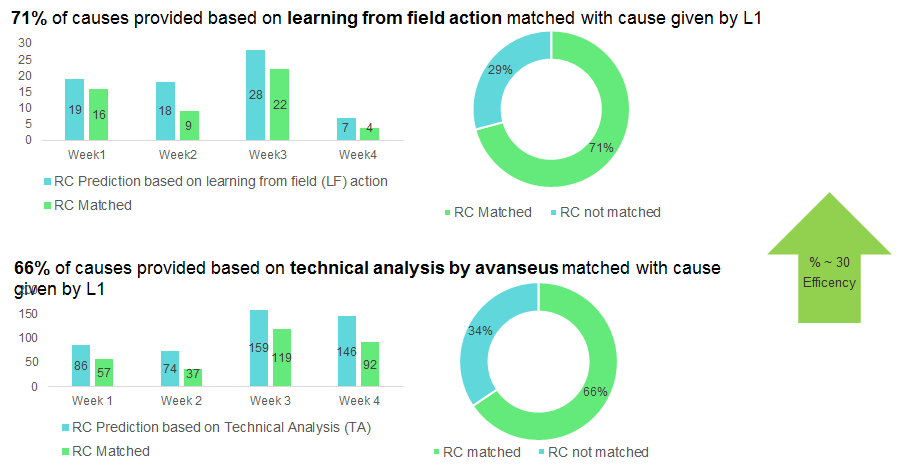 71% of causes provided based on learning from field action matched with cause given by L1
30
25
20
15
10
5
0
19
16
18
9
28
22
7
4
Week1
Week2
Week3
Week4
RC Prediction based on learning from field (LF) action
RC Matched
29%
71%
RC Matched
RC not matched
% ~ 30
Efficency
66% of causes provided based on technical analysis by avanseus matched with cause
given by L1
150
100
50
0
86
57
74
37
159
119
146
92
Week 1
Week 2
Week 3
Week 4
RC Prediction based on Technical Analysis (TA)
RC Matched
34%
66%
RC matched
RC not matched